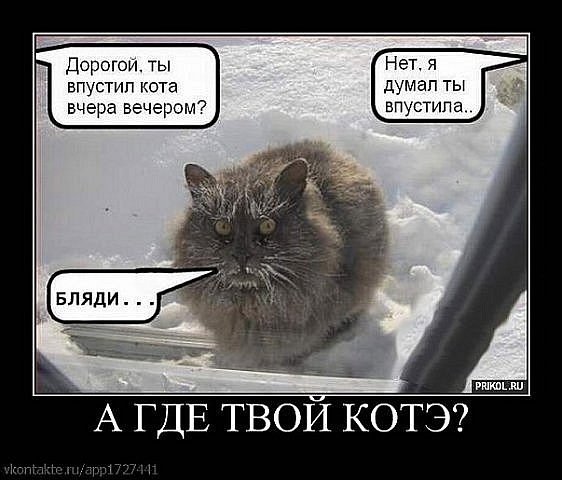 Дорогой, ты
впустил кота
вчера вечером?
Нет, я
думал ты
впустила..
БЛЯДИ...
PRIKOL.RU
А ГДЕ ТВОЙ КОТЭ?
vkontakte.ru/app1727441